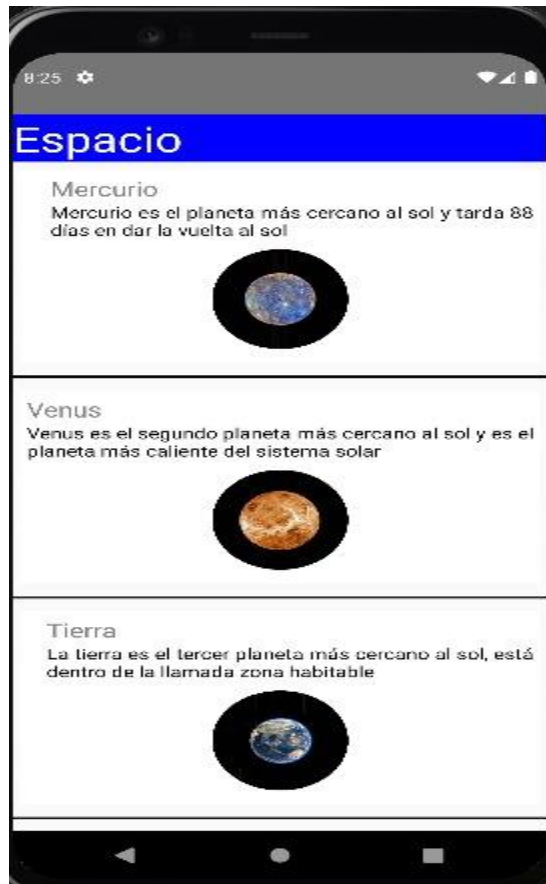 8:25
Espacio
Mercurio
Mercurio es el planeta más cercano al sol y tarda 88
días en dar la vuelta al sol
Venus
Venus es el segundo planeta más cercano al sol y es el
planeta más caliente del sistema solar
Tierra
La tierra es el tercer planeta más cercano al sol, está
dentro de la llamada zona habitable